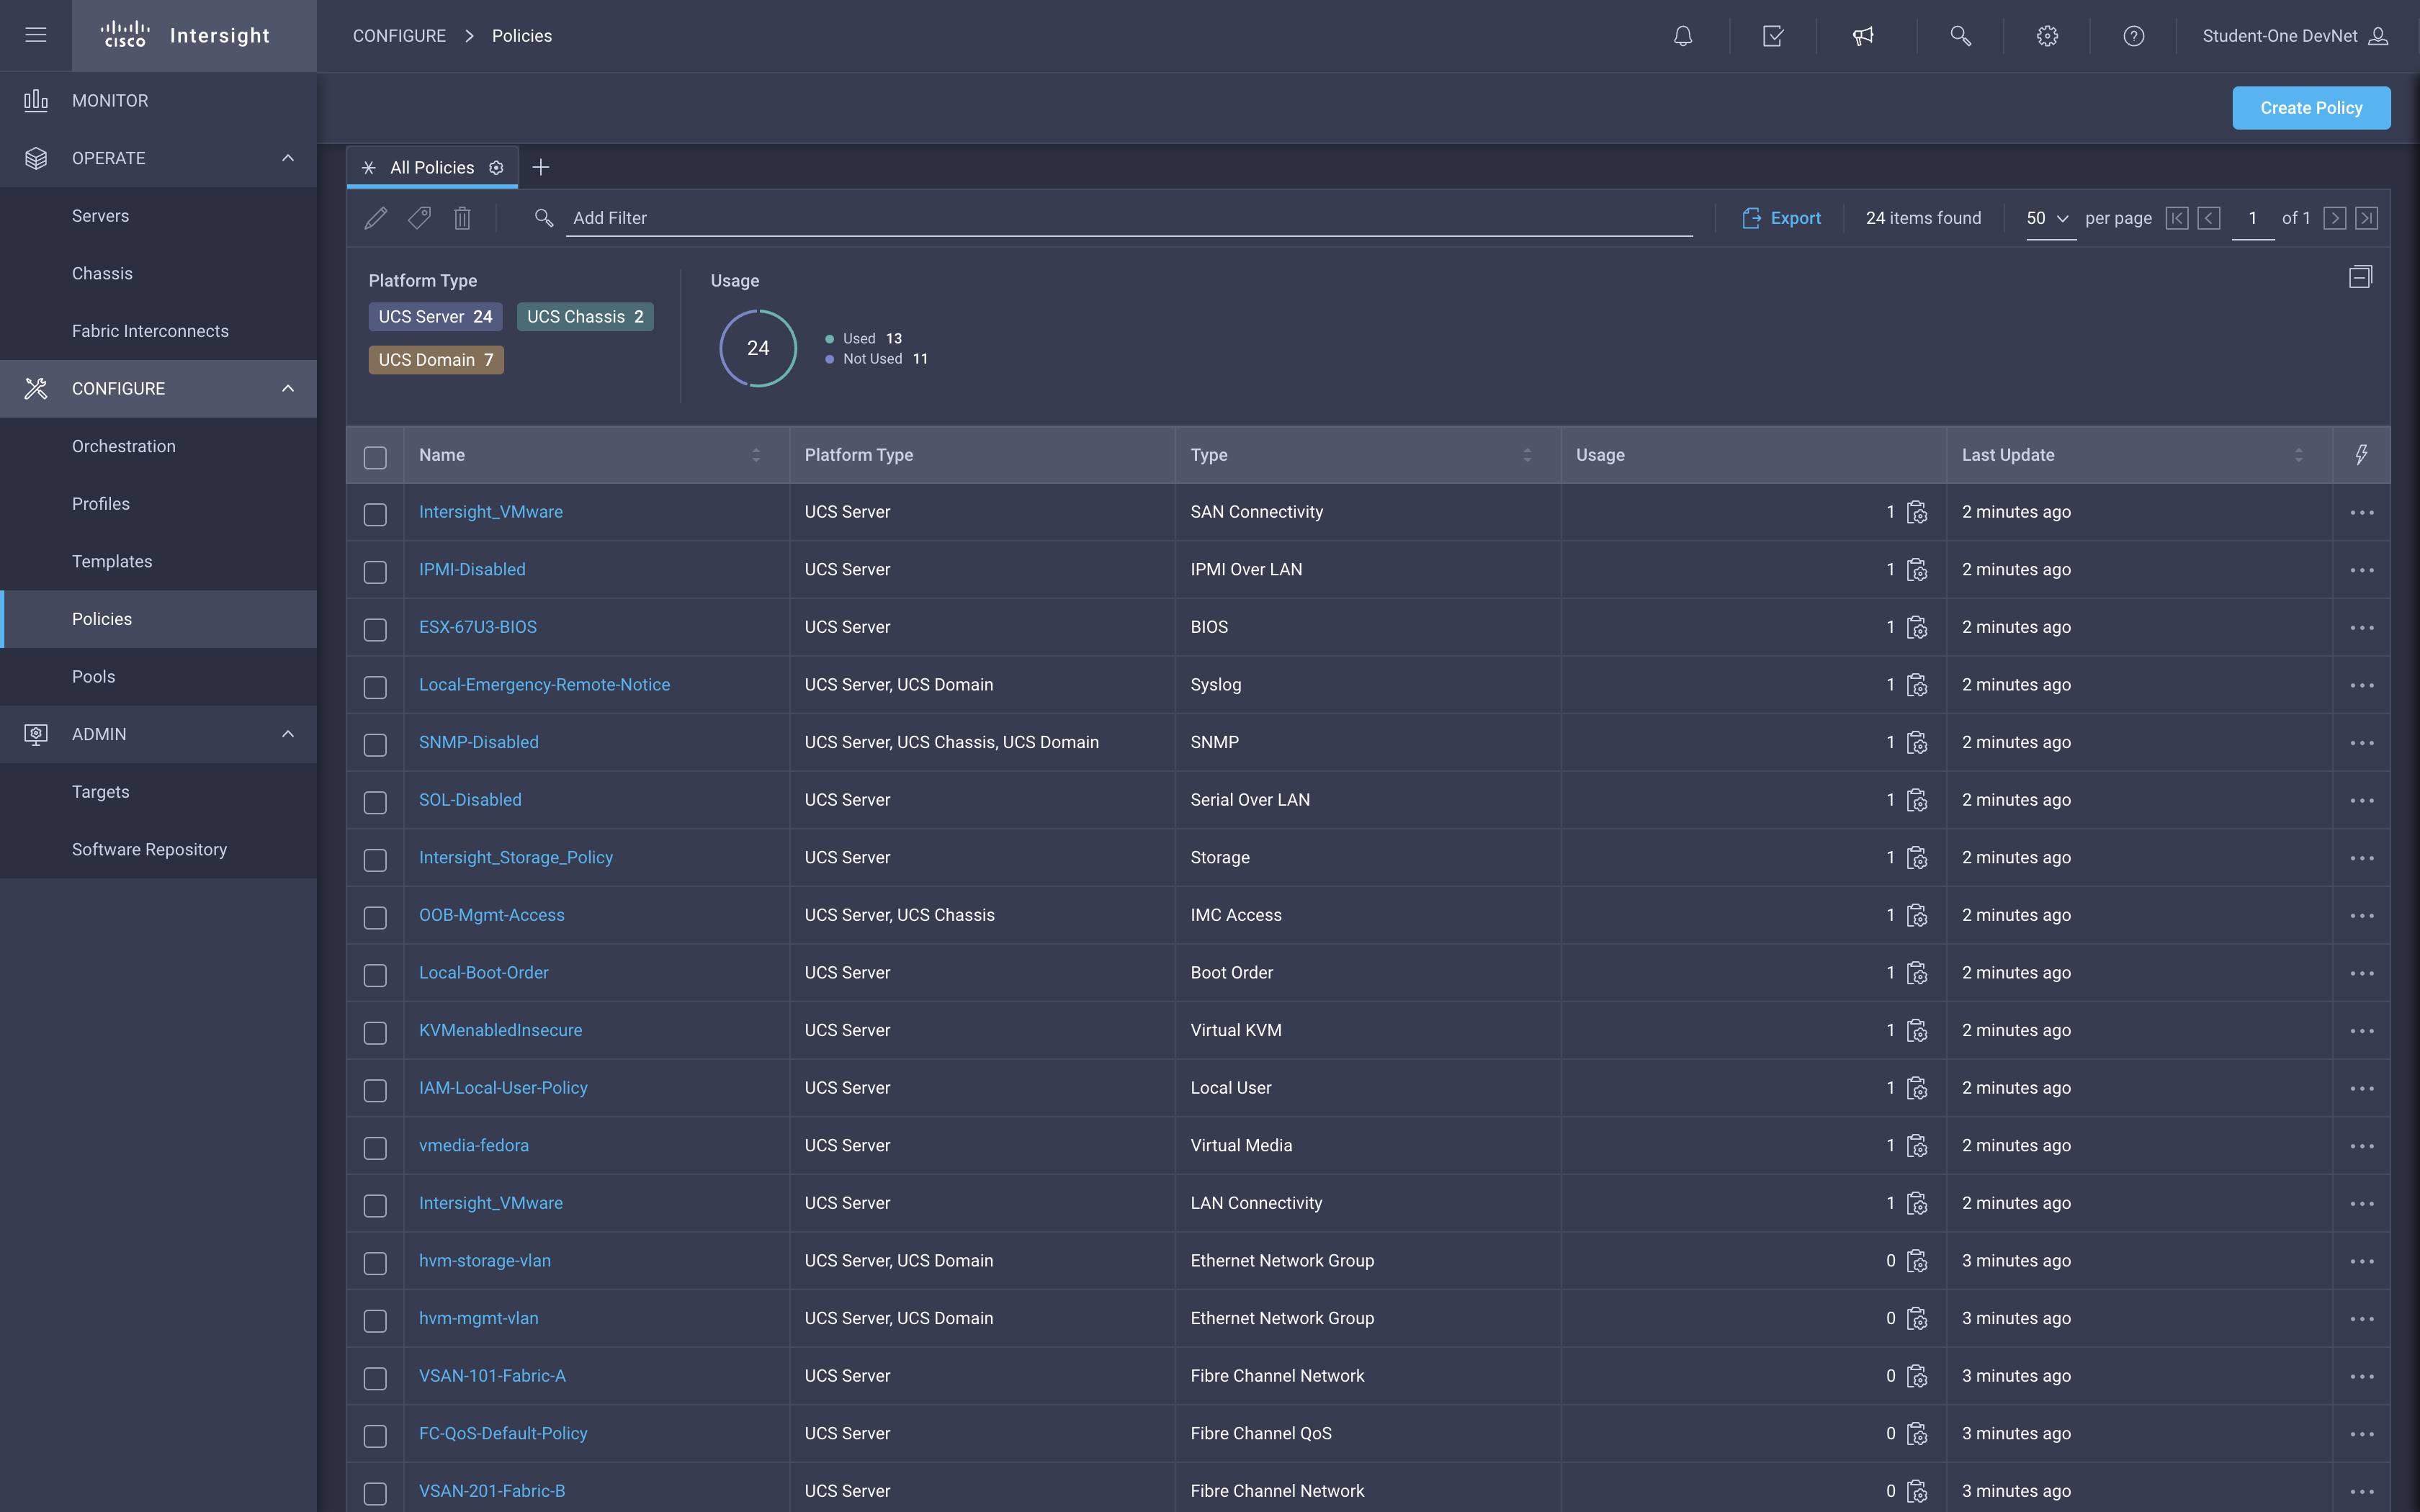 CISCO Intersight
CONFIGURE > Policies
Student-One DevNet
MONITOR
OPERATE
Servers
Chassis
Fabric Interconnects
CONFIGURE
Orchestration
Profiles
Templates
Policies
Pools
ADMIN
Targets
Software Repository
Create Policy
All Policies
Add Filter
Export
24 items found
50 per page
1 of 1
Platform Type
UCS Server 24
UCS Chassis 2
UCS Domain 7
Usage
24
Used 13
Not Used 11
Name Platform Type Type Usage Last Update
Intersight_VMware UCS Server SAN Connectivity 1 2 minutes ago
IPMI-Disabled UCS Server IPMI Over LAN 1 2 minutes ago
ESX-67U3-BIOS UCS Server BIOS 1 2 minutes ago
Local-Emergency-Remote-Notice UCS Server, UCS Domain Syslog 1 2 minutes ago
SNMP-Disabled UCS Server, UCS Chassis, UCS Domain SNMP 1 2 minutes ago
SOL-Disabled UCS Server Serial Over LAN 1 2 minutes ago
Intersight_Storage_Policy UCS Server Storage 1 2 minutes ago
OOB-Mgmt-Access UCS Server, UCS Chassis IMC Access 1 2 minutes ago
Local-Boot-Order UCS Server Boot Order 1 2 minutes ago
KVMenabledInsecure UCS Server Virtual KVM 1 2 minutes ago
IAM-Local-User-Policy UCS Server Local User 1 2 minutes ago
vmedia-fedora UCS Server Virtual Media 1 2 minutes ago
Intersight_VMware UCS Server LAN Connectivity 1 2 minutes ago
hvm-storage-vlan UCS Server, UCS Domain Ethernet Network Group 0 3 minutes ago
hvm-mgmt-vlan UCS Server, UCS Domain Ethernet Network Group 0 3 minutes ago
VSAN-101-Fabric-A UCS Server Fibre Channel Network 0 3 minutes ago
FC-QoS-Default-Policy UCS Server Fibre Channel QoS 0 3 minutes ago
VSAN-201-Fabric-B UCS Server Fibre Channel Network 0 3 minutes ago